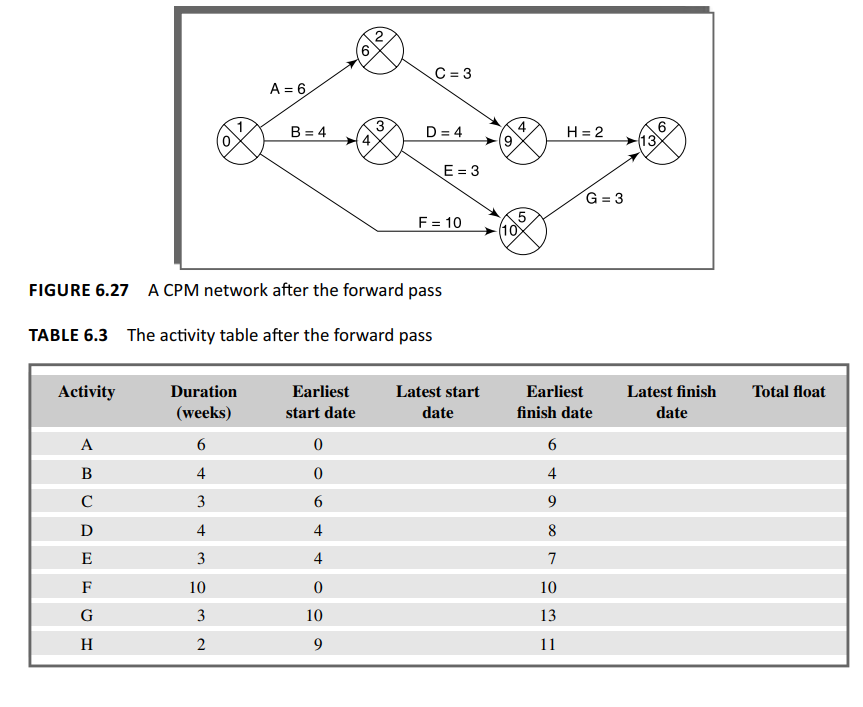 2
6
C = 3
A = 6
1
0
B = 4
3
4
D = 4
4
9
H = 2
6
13
E = 3
G = 3
F = 10
5
10
FIGURE 6.27 A CPM network after the forward pass
TABLE 6.3 The activity table after the forward pass
Activity Duration Earliest Latest start Earliest Latest finish Total float
(weeks) start date date finish date date
A 6 0 6
B 4 0 4
C 3 6 9
D 4 4 8
E 3 4 7
F 10 0 10
G 3 10 13
H 2 9 11